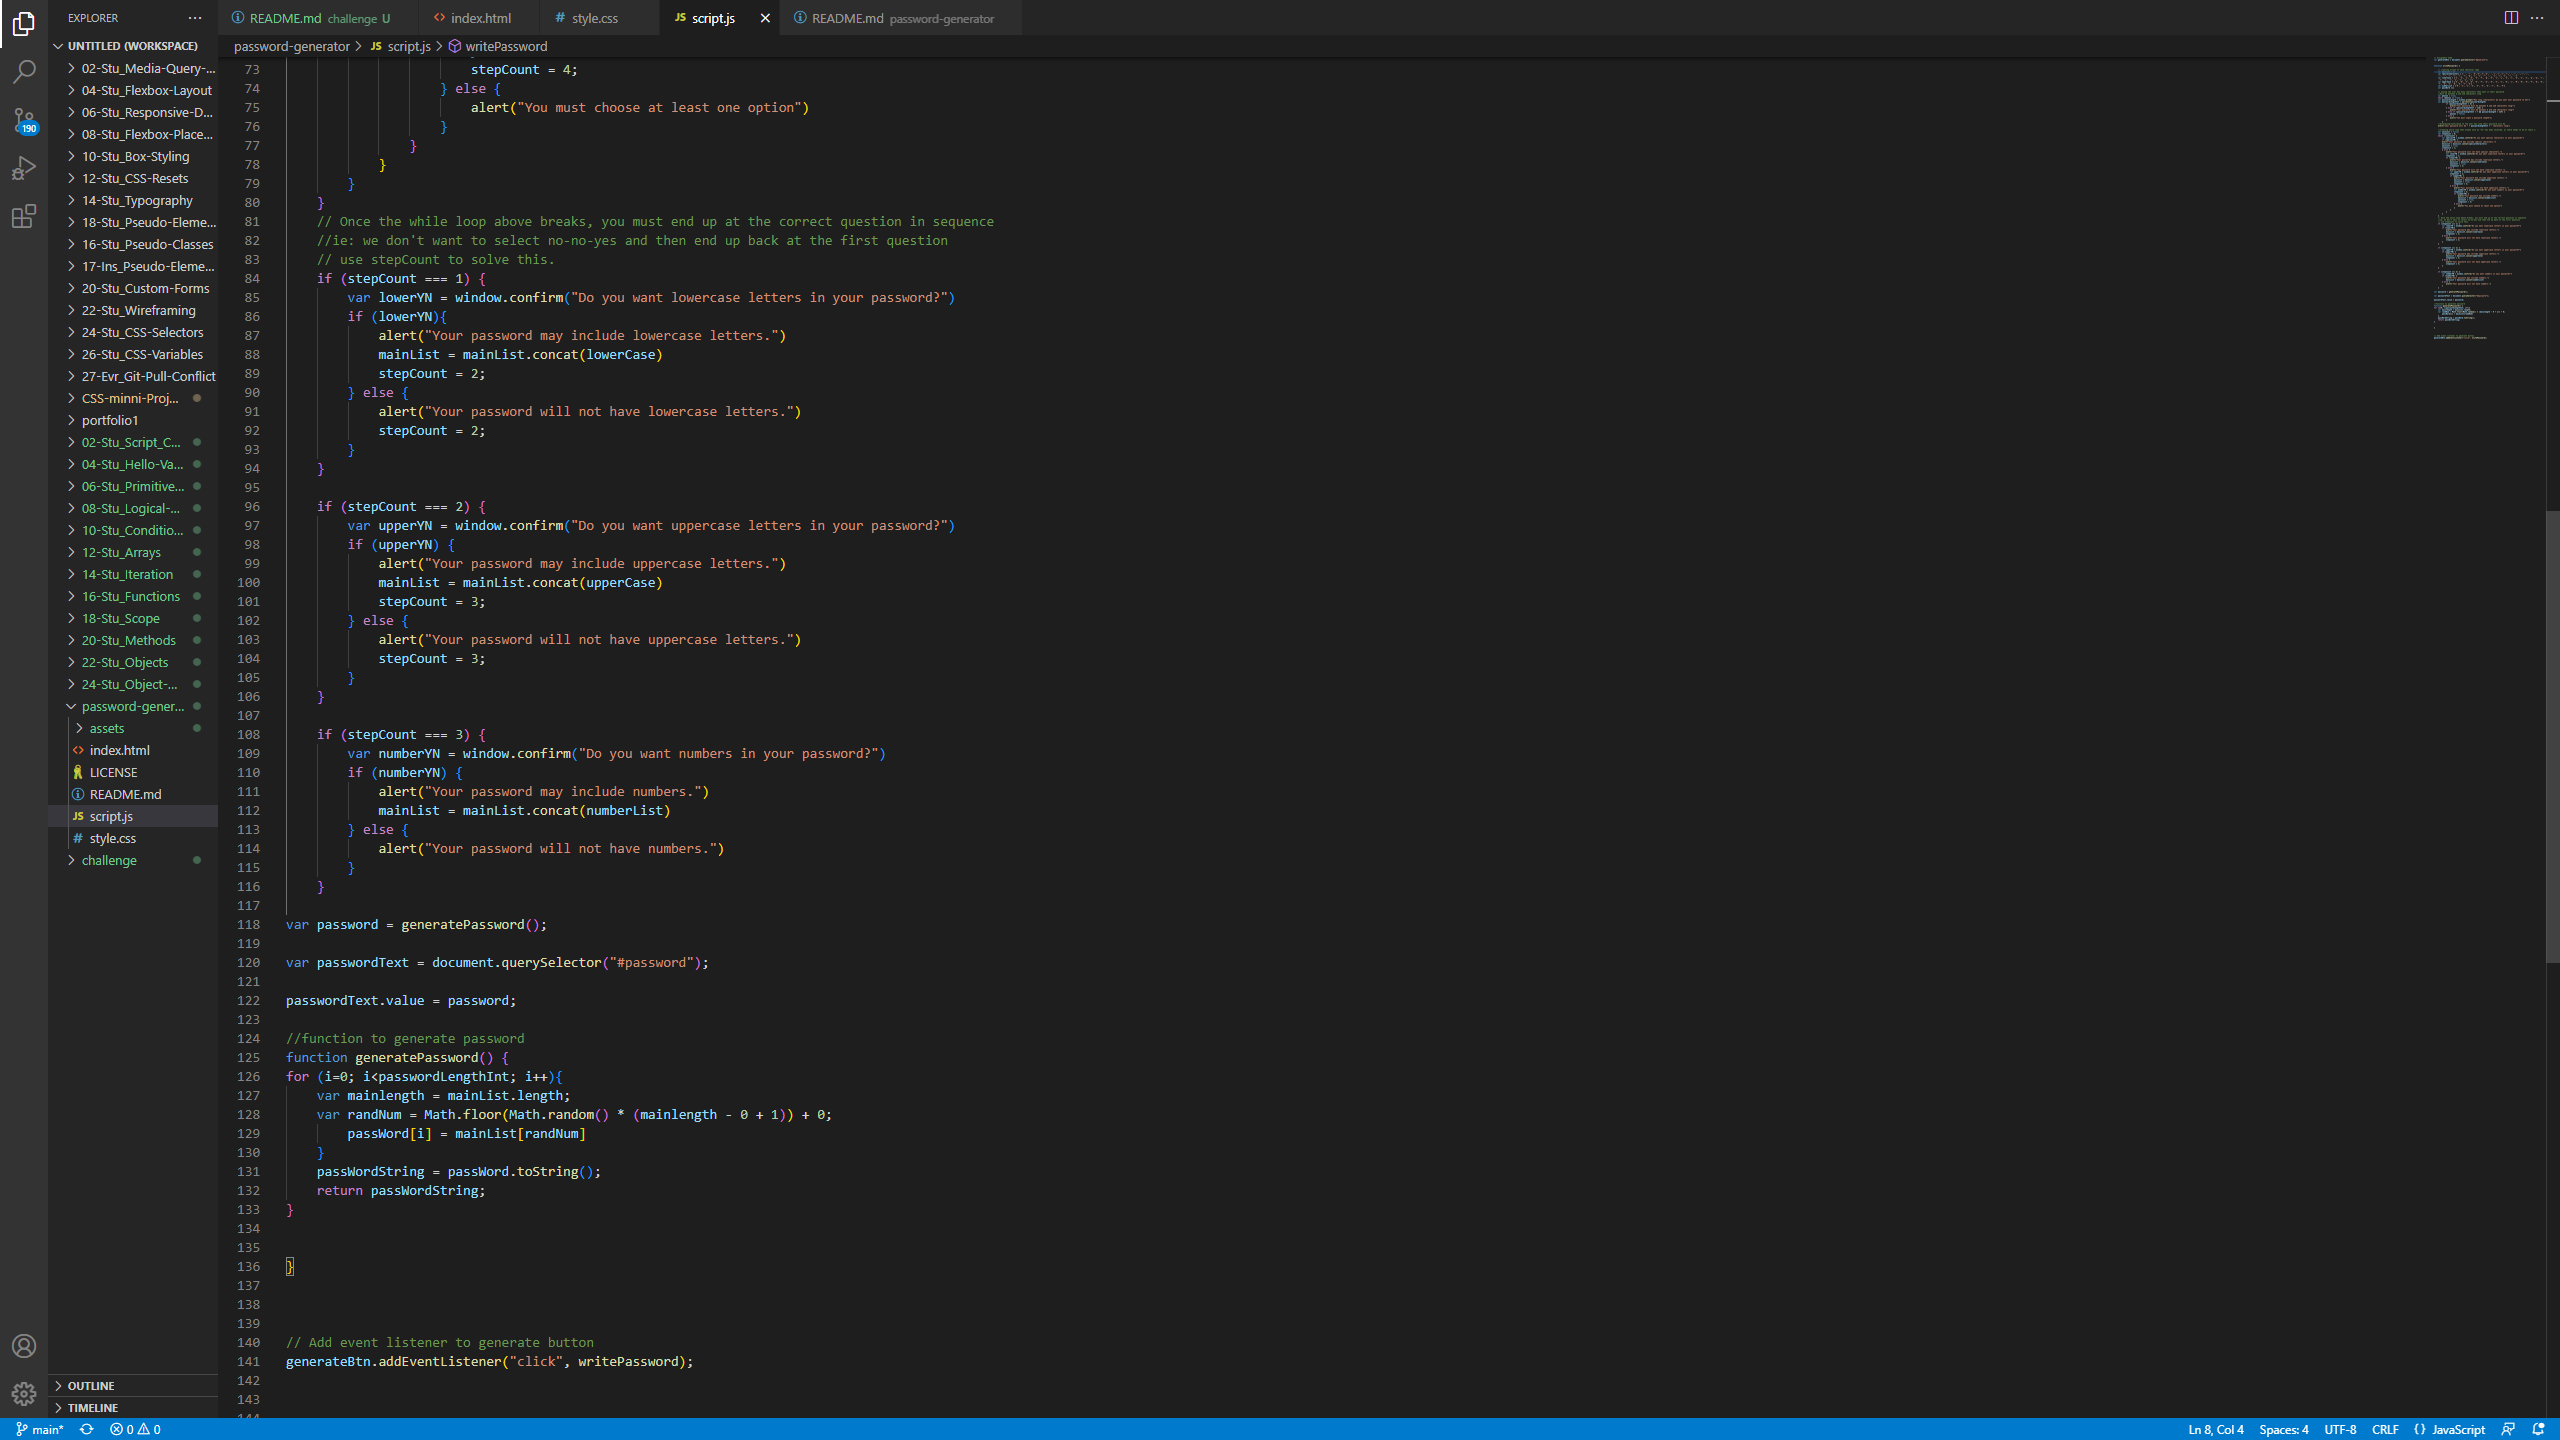 EXPLORER ···
README.md challenge U
index.html
style.css
JS script.js
README.md password-generator
UNTITLED (WORKSPACE)
password-generator > JS script.js > writePassword
02-Stu_Media-Query-...
04-Stu_Flexbox-Layout
06-Stu_Responsive-D...
08-Stu_Flexbox-Place...
10-Stu_Box-Styling
12-Stu_CSS-Resets
14-Stu_Typography
18-Stu_Pseudo-Eleme...
16-Stu_Pseudo-Classes
17-Ins_Pseudo-Eleme...
20-Stu_Custom-Forms
22-Stu_Wireframing
24-Stu_CSS-Selectors
26-Stu_CSS-Variables
27-Evr_Git-Pull-Conflict
CSS-minni-Proj...
portfolio1
02-Stu_Script_C...
04-Stu_Hello-Va...
06-Stu_Primitive...
08-Stu_Logical-...
10-Stu_Conditio...
12-Stu_Arrays
14-Stu_Iteration
16-Stu_Functions
18-Stu_Scope
20-Stu_Methods
22-Stu_Objects
24-Stu_Object-...
password-gener...
assets
index.html
LICENSE
README.md
JS script.js
# style.css
challenge
OUTLINE
TIMELINE
190
73 stepCount = 4;
74 } else {
75 alert("You must choose at least one option")
76 }
77 }
78 }
79 }
80 }
81 // Once the while loop above breaks, you must end up at the correct question in sequence
82 //ie: we don't want to select no-no-yes and then end up back at the first question
83 // use stepCount to solve this.
84 if (stepCount === 1) {
85 var lowerYN = window.confirm("Do you want lowercase letters in your password?")
86 if (lowerYN){
87 alert("Your password may include lowercase letters.")
88 mainList = mainList.concat(lowerCase)
89 stepCount = 2;
90 } else {
91 alert("Your password will not have lowercase letters.")
92 stepCount = 2;
93 }
94 }
95
96 if (stepCount === 2) {
97 var upperYN = window.confirm("Do you want uppercase letters in your password?")
98 if (upperYN) {
99 alert("Your password may include uppercase letters.")
100 mainList = mainList.concat(upperCase)
101 stepCount = 3;
102 } else {
103 alert("Your password will not have uppercase letters.")
104 stepCount = 3;
105 }
106 }
107
108 if (stepCount === 3) {
109 var numberYN = window.confirm("Do you want numbers in your password?")
110 if (numberYN) {
111 alert("Your password may include numbers.")
112 mainList = mainList.concat(numberList)
113 } else {
114 alert("Your password will not have numbers.")
115 }
116 }
117
118 var password = generatePassword();
119
120 var passwordText = document.querySelector("#password");
121
122 passwordText.value = password;
123
124 //function to generate password
125 function generatePassword() {
126 for (i=0; i<passwordLengthInt; i++){
127 var mainlength = mainList.length;
128 var randNum = Math.floor(Math.random() * (mainlength - 0 + 1)) + 0;
129 passWord[i] = mainList[randNum]
130 }
131 passWordString = passWord.toString();
132 return passWordString;
133 }
134
135
136 }
137
138
139
140 // Add event listener to generate button
141 generateBtn.addEventListener("click", writePassword);
142
143
144
main* 0 0 Ln 8, Col 4 Spaces: 4 UTF-8 CRLF {} JavaScript